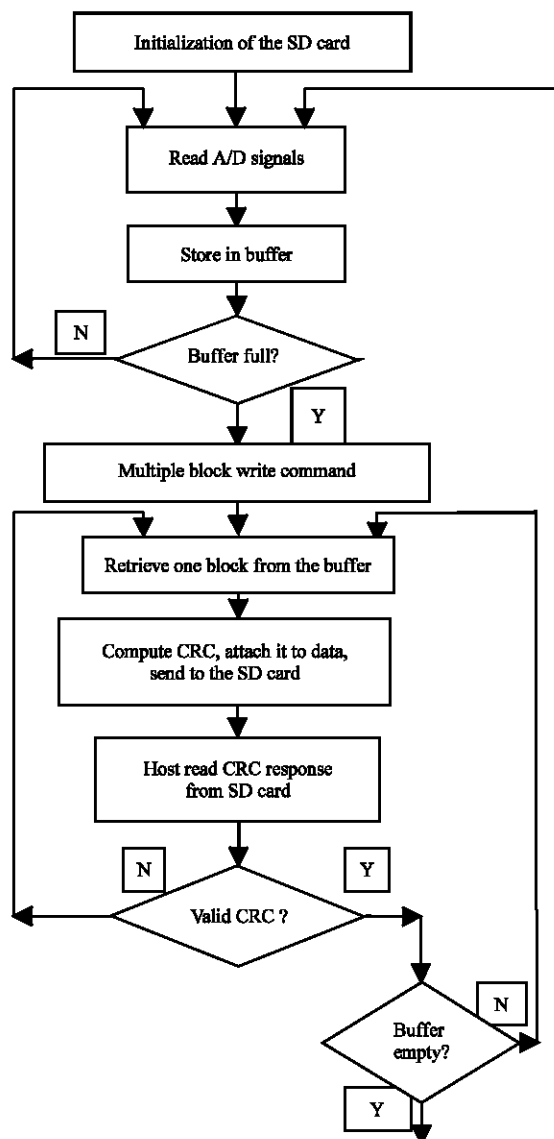 Initialization of the SD card
Read A/D signals
Store in buffer
N
Buffer full?
Y
Multiple block write command
Retrieve one block from the buffer
Compute CRC, attach it to data,
send to the SD card
Host read CRC response
from SD card
N
Y
Valid CRC ?
N
Buffer
empty?
Y